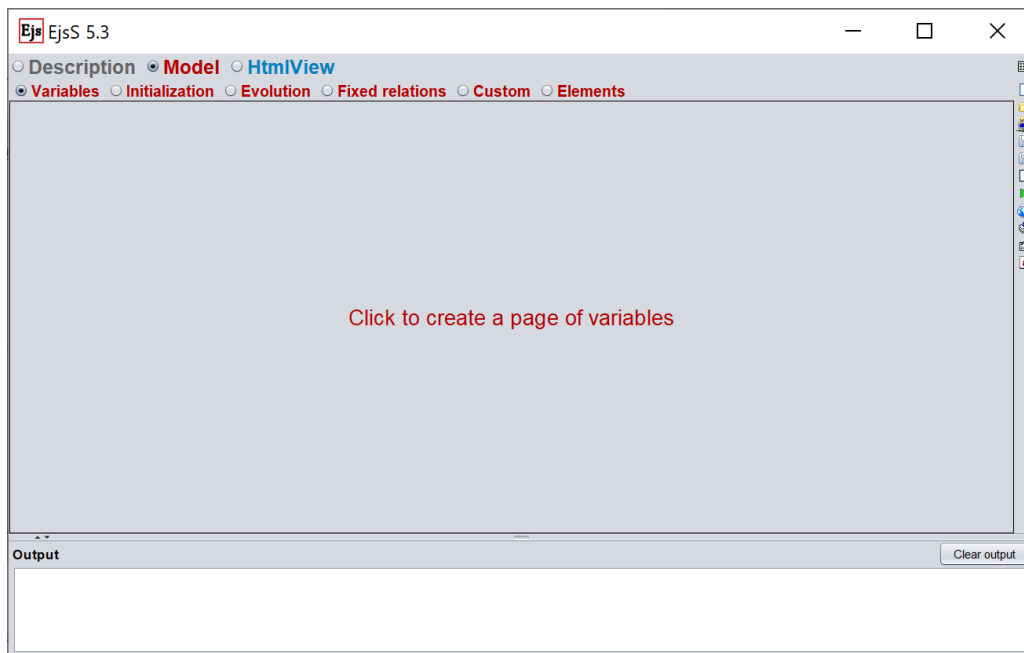 Ejs EjsS 5.3
Description Model HtmlView
Variables Initialization Evolution Fixed relations Custom Elements
Click to create a page of variables
Output
Clear output